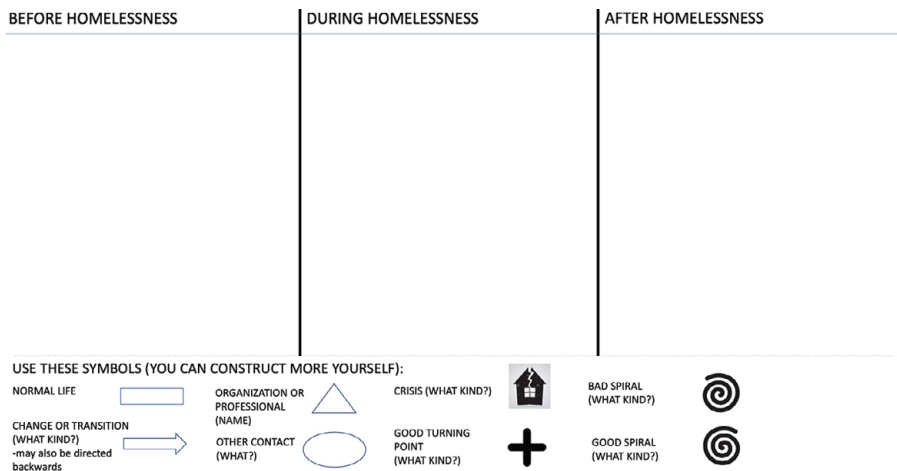 BEFORE HOMELESSNESS
DURING HOMELESSNESS
AFTER HOMELESSNESS
USE THESE SYMBOLS (YOU CAN CONSTRUCT MORE YOURSELF):
NORMAL LIFE
CHANGE OR TRANSITION
(WHAT KIND?)
-may also be directed
backwards
ORGANIZATION OR
PROFESSIONAL
(NAME)
OTHER CONTACT
(WHAT?)
CRISIS (WHAT KIND?)
GOOD TURNING
POINT
(WHAT KIND?)
BAD SPIRAL
(WHAT KIND?)
GOOD SPIRAL
(WHAT KIND?)